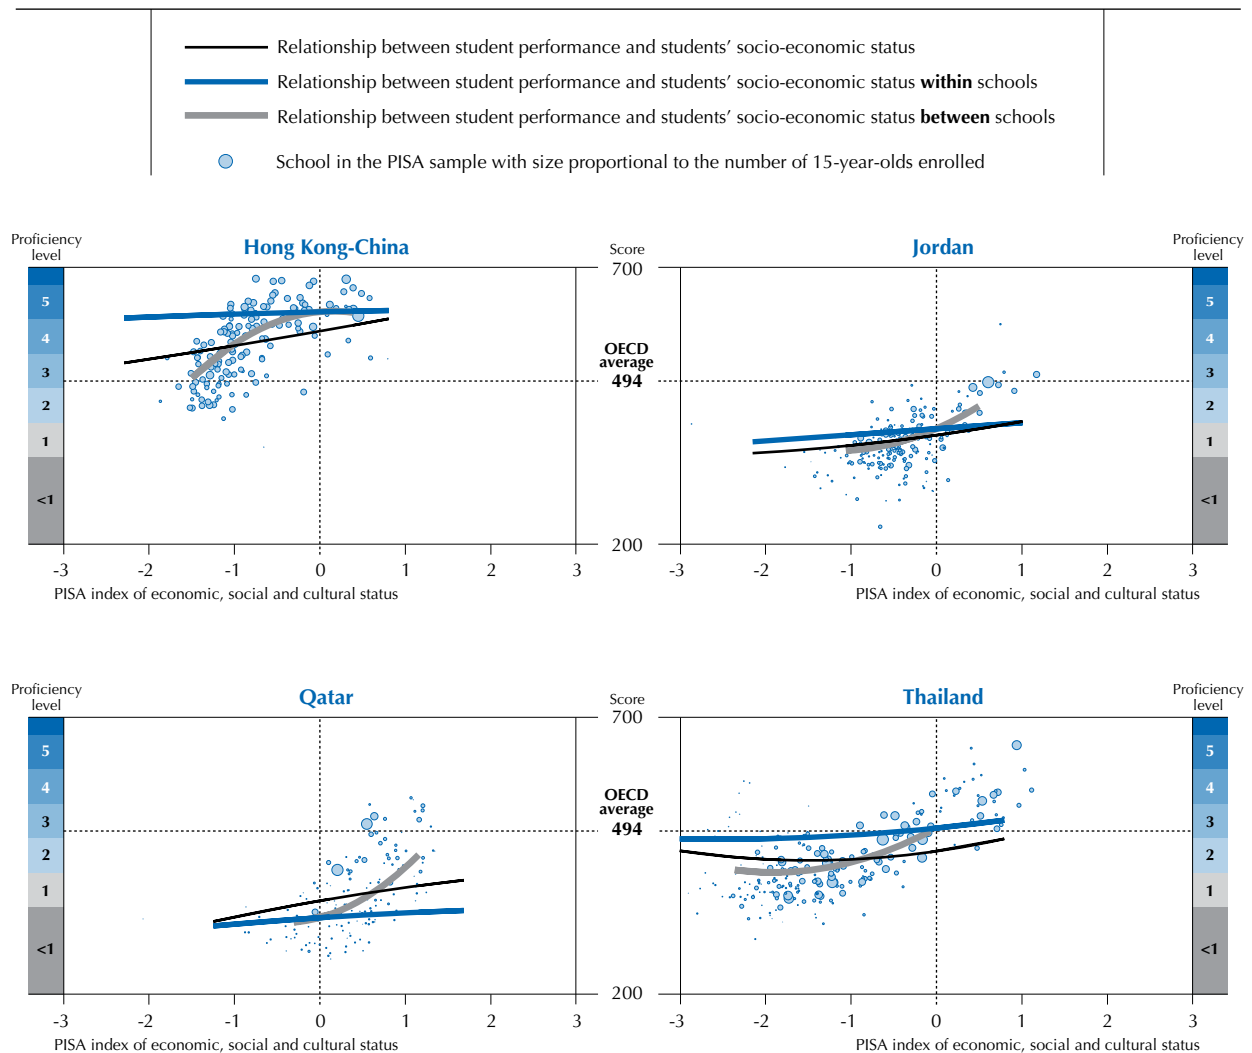 Relationship between student performance and students' socio-economic status
Relationship between student performance and students' socio-economic status within schools
Relationship between student performance and students' socio-economic status between schools
School in the PISA sample with size proportional to the number of 15-year-olds enrolled
Proficiency
level
Hong Kong-China
Score
Jordan
Proficiency
level
700
5
4
3
2
1
<1
OECD
average
494
200
5
4
3
2
1
<1
-3 -2 -1 0 1 2 3
PISA index of economic, social and cultural status
-3 -2 -1 0 1 2 3
PISA index of economic, social and cultural status
Proficiency
level
Qatar
Score
Thailand
Proficiency
level
700
5
4
3
2
1
<1
OECD
average
494
200
5
4
3
2
1
<1
-3 -2 -1 0 1 2 3
PISA index of economic, social and cultural status
-3 -2 -1 0 1 2 3
PISA index of economic, social and cultural status